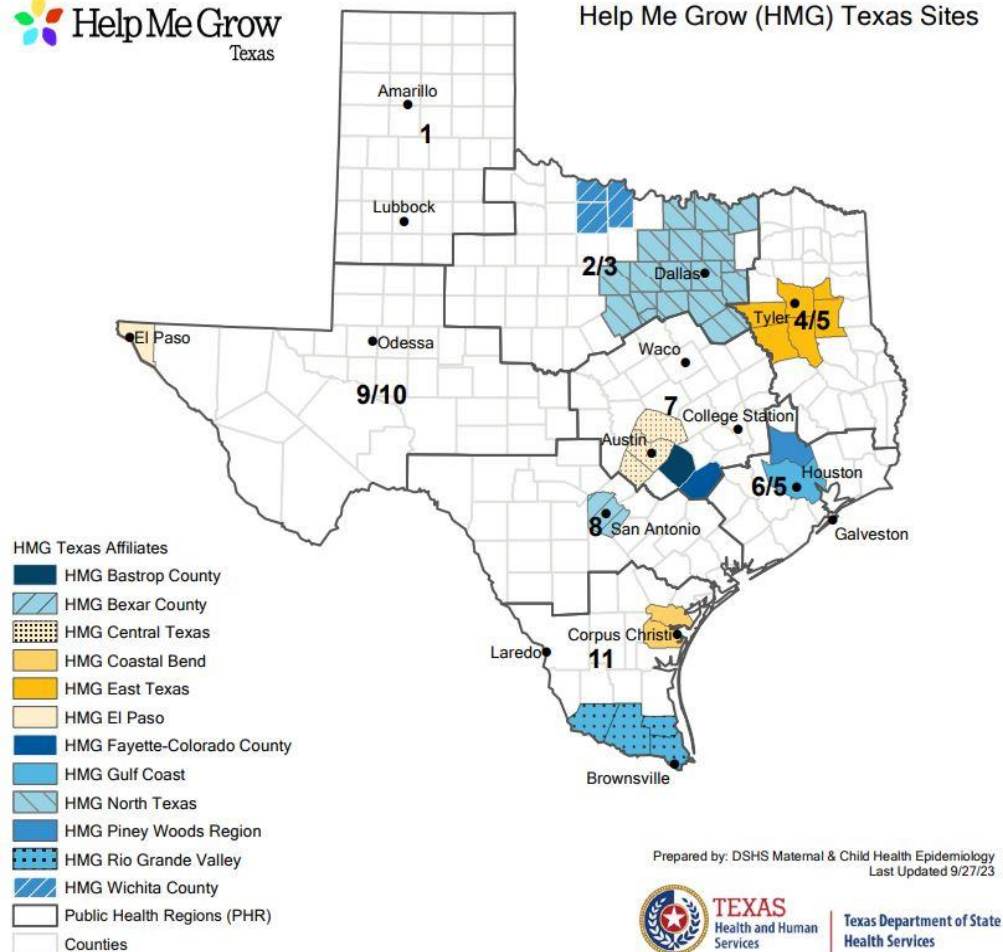 Help Me Grow
Texas
Help Me Grow (HMG) Texas Sites
Amarillo
1
Lubbock
2/3
Dallas
Tyler
4/5
El Paso
Odessa
9/10
Waco
7
College Station
Austin
Houston
6/5
8
San Antonio
Galveston
Corpus Christi
Laredo
11
Brownsville
HMG Texas Affiliates
HMG Bastrop County
HMG Bexar County
HMG Central Texas
HMG Coastal Bend
HMG East Texas
HMG El Paso
HMG Fayette-Colorado County
HMG Gulf Coast
HMG North Texas
HMG Piney Woods Region
HMG Rio Grande Valley
HMG Wichita County
Public Health Regions (PHR)
Counties
Prepared by: DSHS Maternal & Child Health Epidemiology
Last Updated 9/27/23
TEXAS
Health and Human
Services
Texas Department of State
Health Services